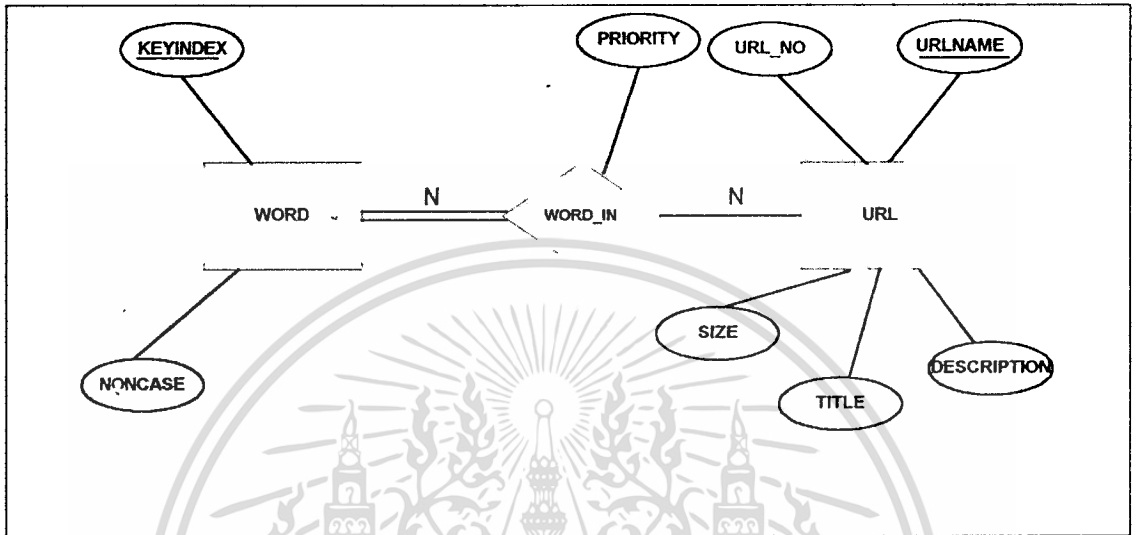 KEYINDEX
PRIORITY
URL_NO
URLNAME
WORD
N
WORD_IN
N
URL
NONCASE
SIZE
TITLE
DESCRIPTION